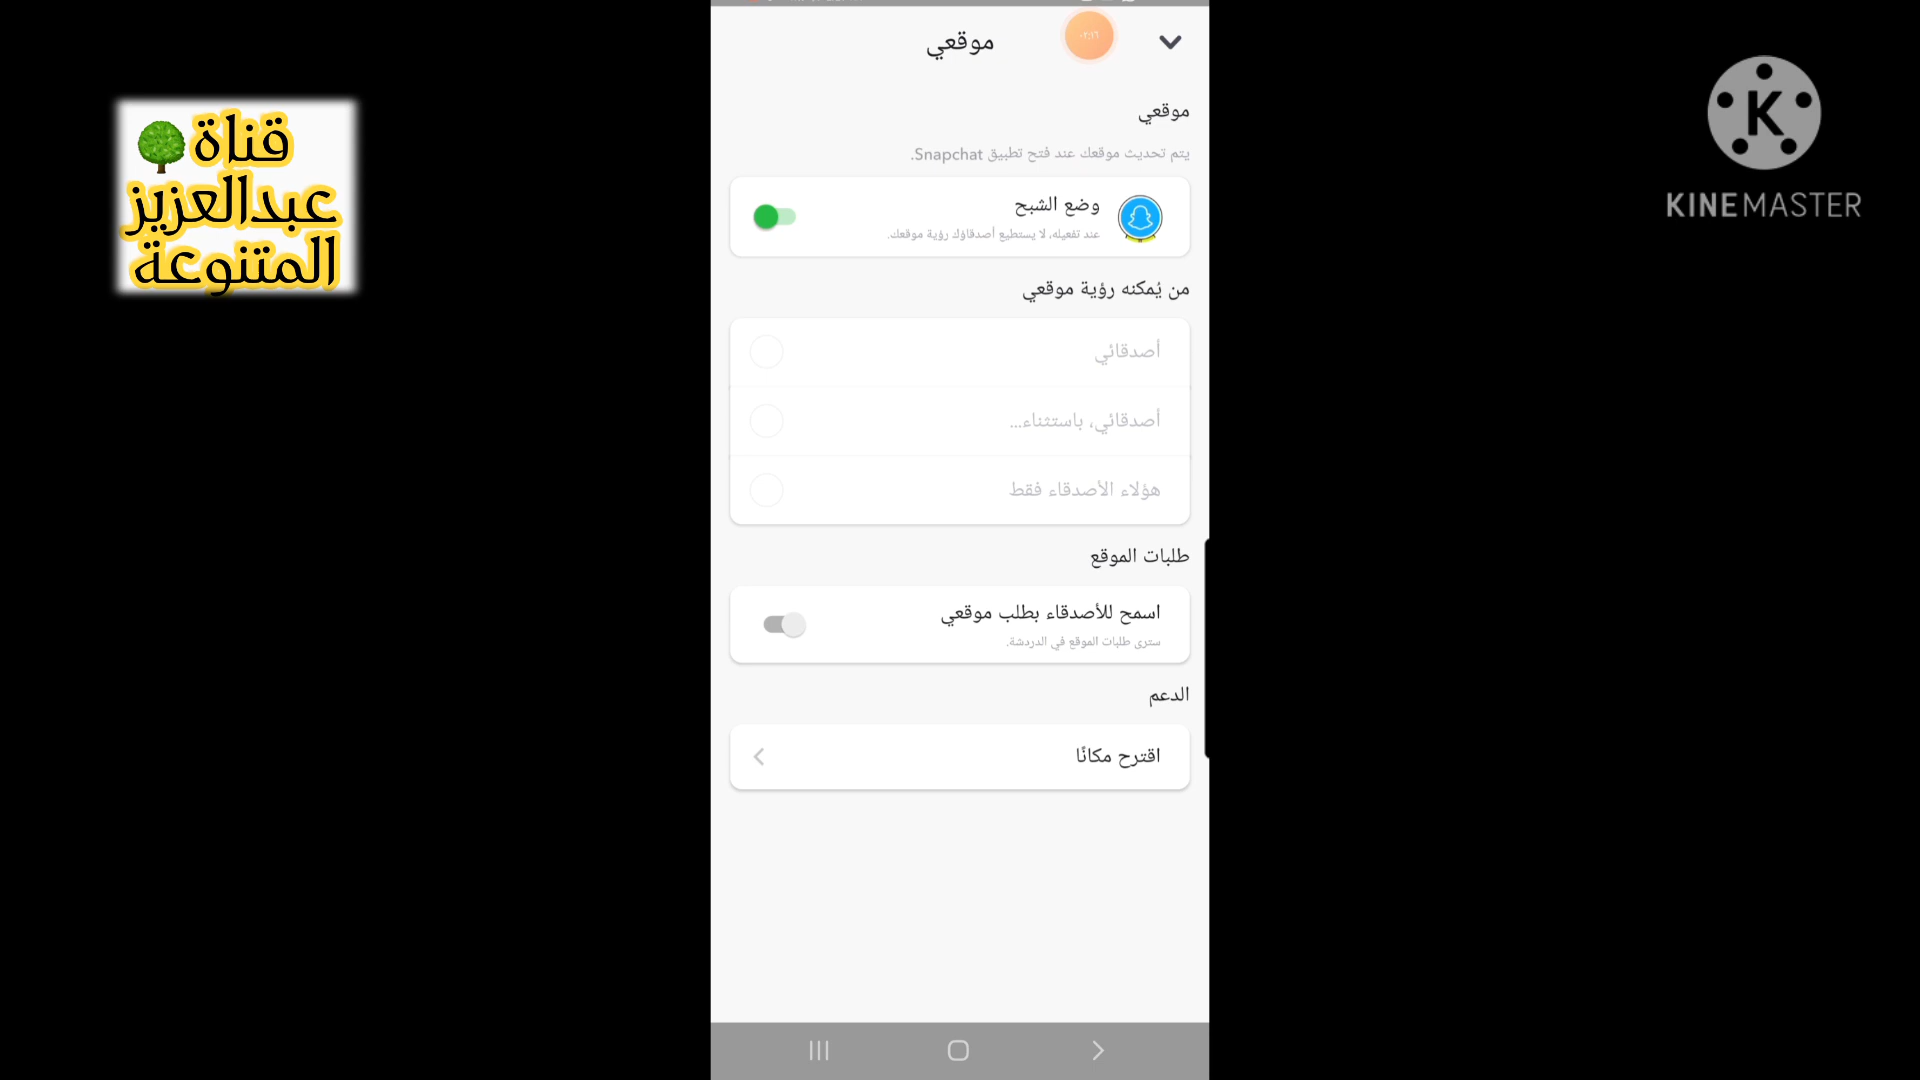 موقعي
٠٢:١٦
موقعي
يتم تحديث موقعك عند فتح تطبيق Snapchat.
وضع الشبح
عند تفعيله، لا يستطيع أصدقاؤك رؤية موقعك.
من يُمكنه رؤية موقعي
أصدقائي
أصدقائي، باستثناء...
هؤلاء الأصدقاء فقط
طلبات الموقع
اسمح للأصدقاء بطلب موقعي
سترى طلبات الموقع في الدردشة.
الدعم
اقترح مكانًا
قناة
عبدالعزيز
المتنوعة
K
KINEMASTER